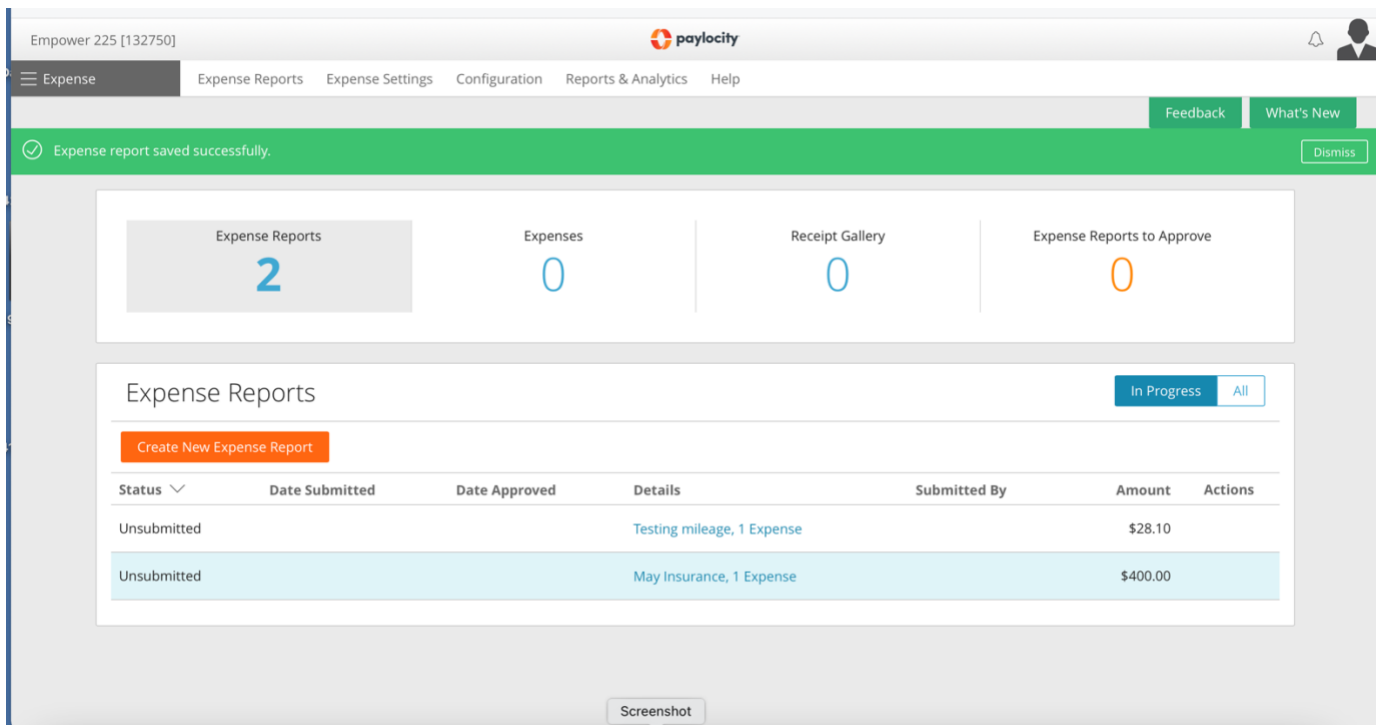 Empower 225 [132750]
paylocity
Expense
Expense Reports Expense Settings Configuration Reports & Analytics Help
Feedback What's New
Expense report saved successfully.
Dismiss
Expense Reports Expenses Receipt Gallery Expense Reports to Approve
2 0 0 0
Expense Reports
In Progress All
Create New Expense Report
Status Date Submitted Date Approved Details Submitted By Amount Actions
Unsubmitted Testing mileage, 1 Expense $28.10
Unsubmitted May Insurance, 1 Expense $400.00
Screenshot